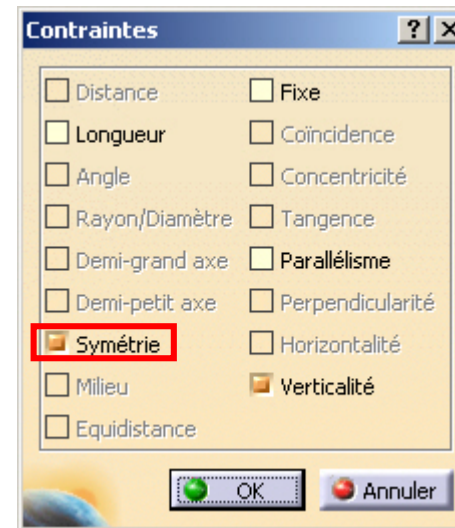 Contraintes
Distance
Fixe
Longueur
Coïncidence
Angle
Concentricité
Rayon/Diamètre
Tangence
Demi-grand axe
Parallélisme
Demi-petit axe
Perpendicularité
Symétrie
Horizontalité
Milieu
Verticalité
Equidistance
OK
Annuler